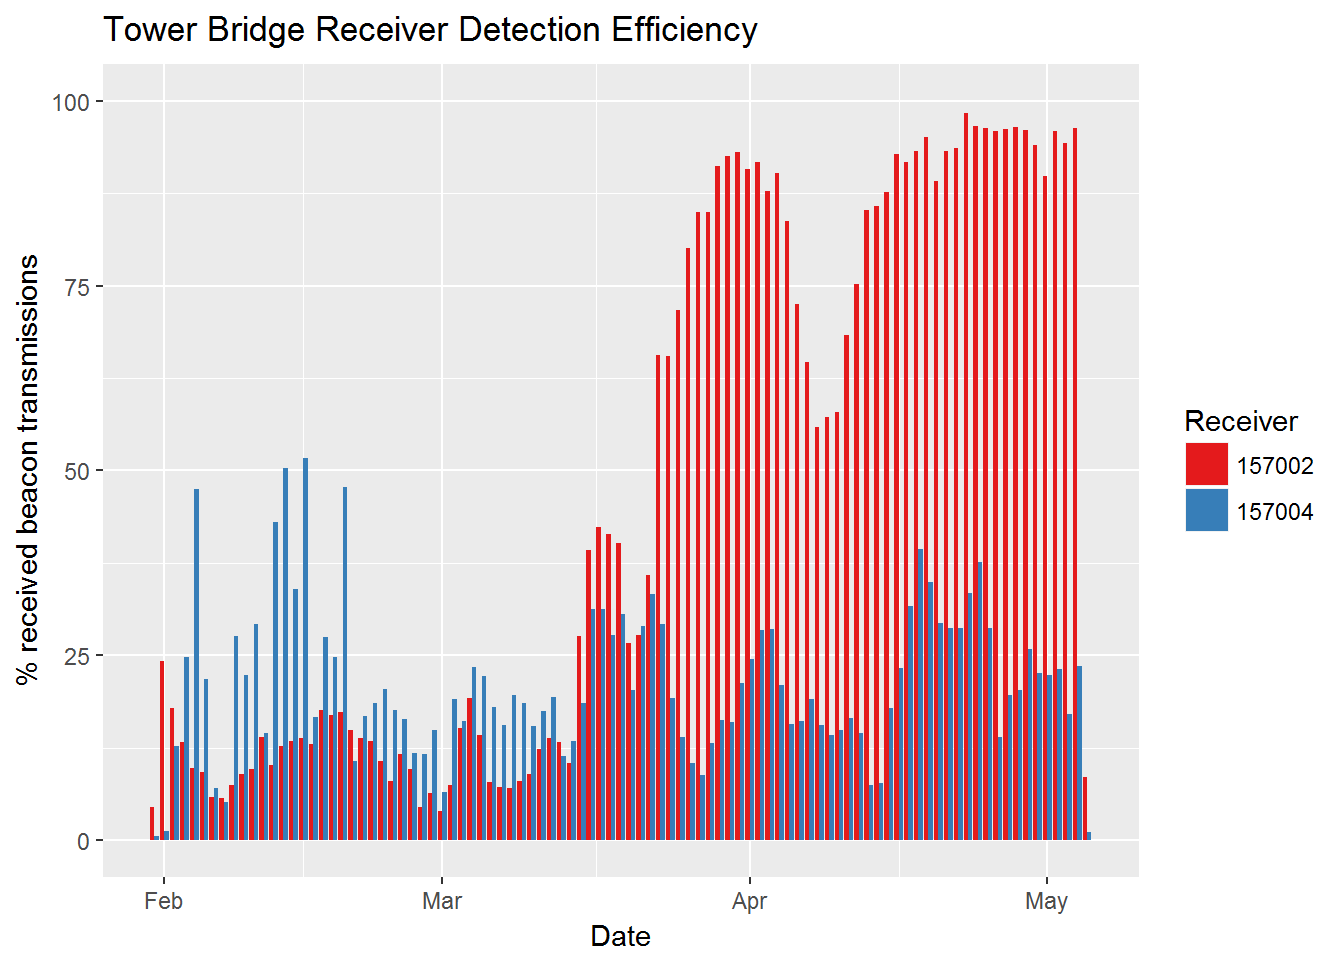 Tower Bridge Receiver Detection Efficiency
100
75
50
25
0
% received beacon transmissions
Feb
Mar
Apr
May
Date
Receiver
157002
157004